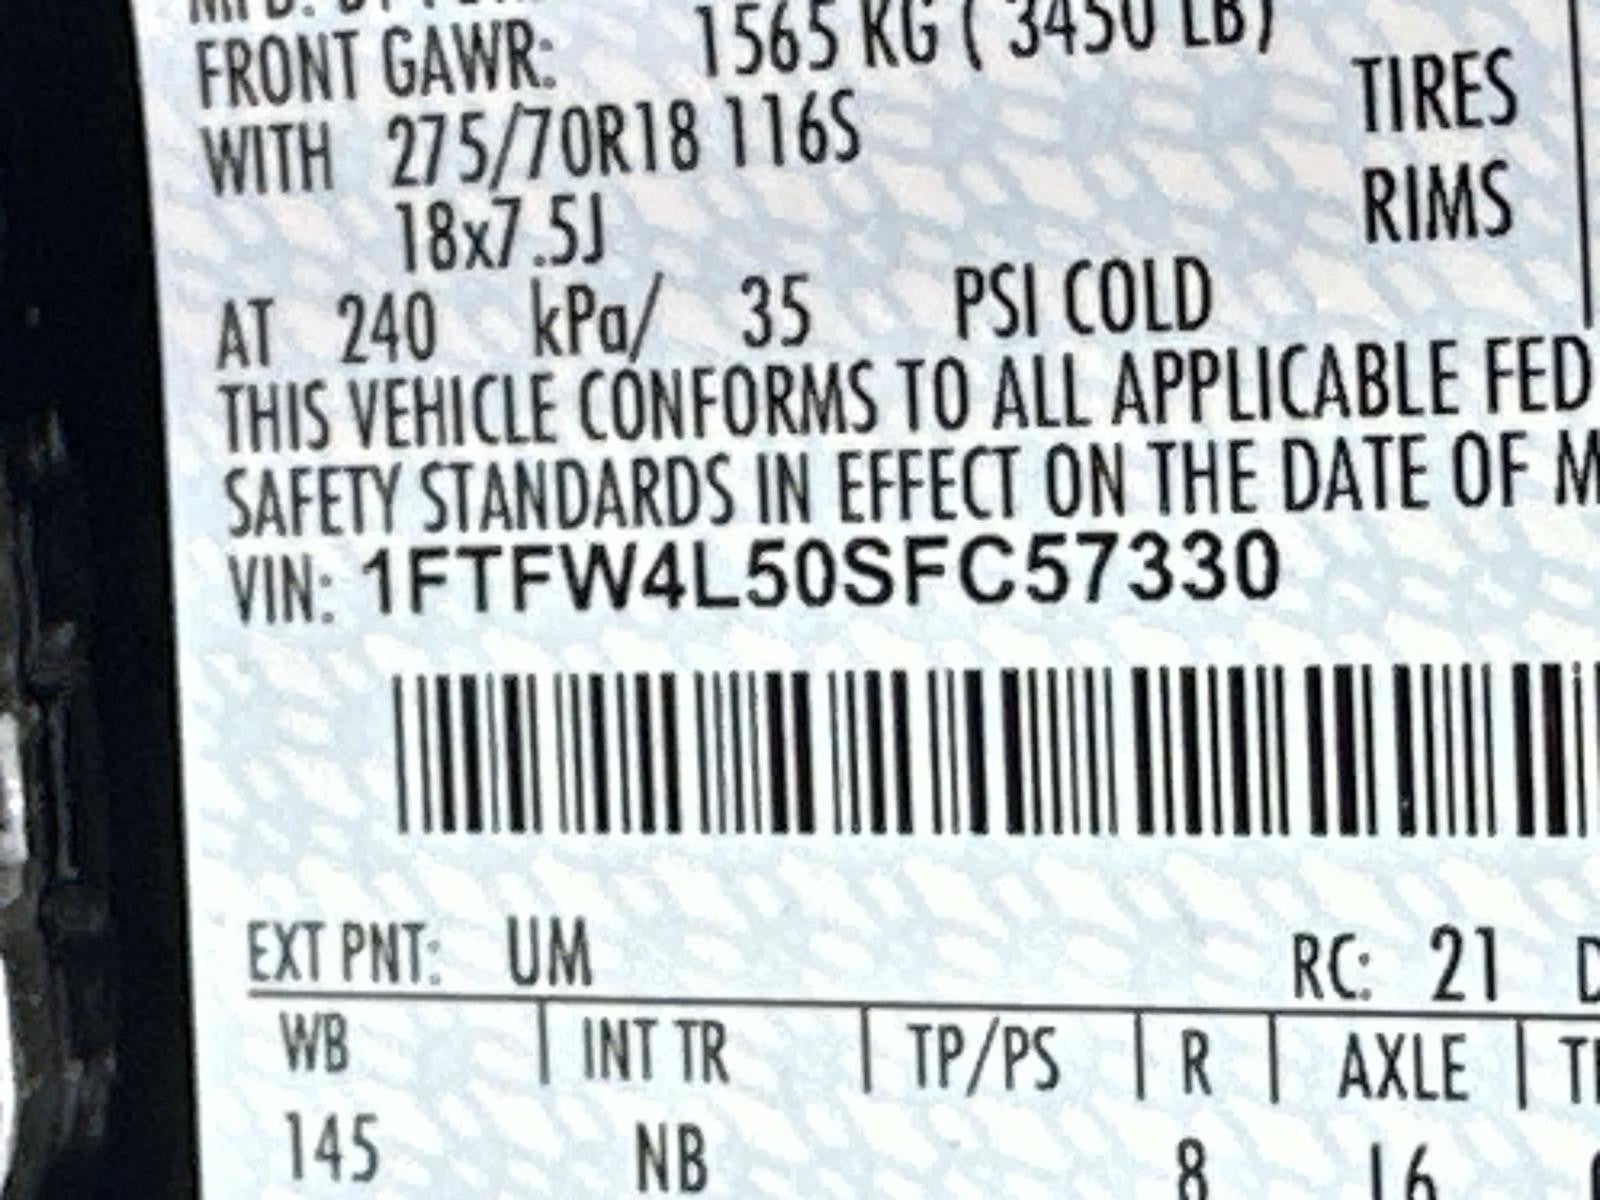 FRONT GAWR: 1565 KG ( 3450 LB)
WITH 275/70R18 116S TIRES
18x7.5J RIMS
AT 240 kPa/ 35 PSI COLD
THIS VEHICLE CONFORMS TO ALL APPLICABLE FED
SAFETY STANDARDS IN EFFECT ON THE DATE OF M
VIN: 1FTFW4L50SFC57330
EXT PNT: UM RC: 21
WB INT TR TP/PS R AXLE
145 NB 8 L6